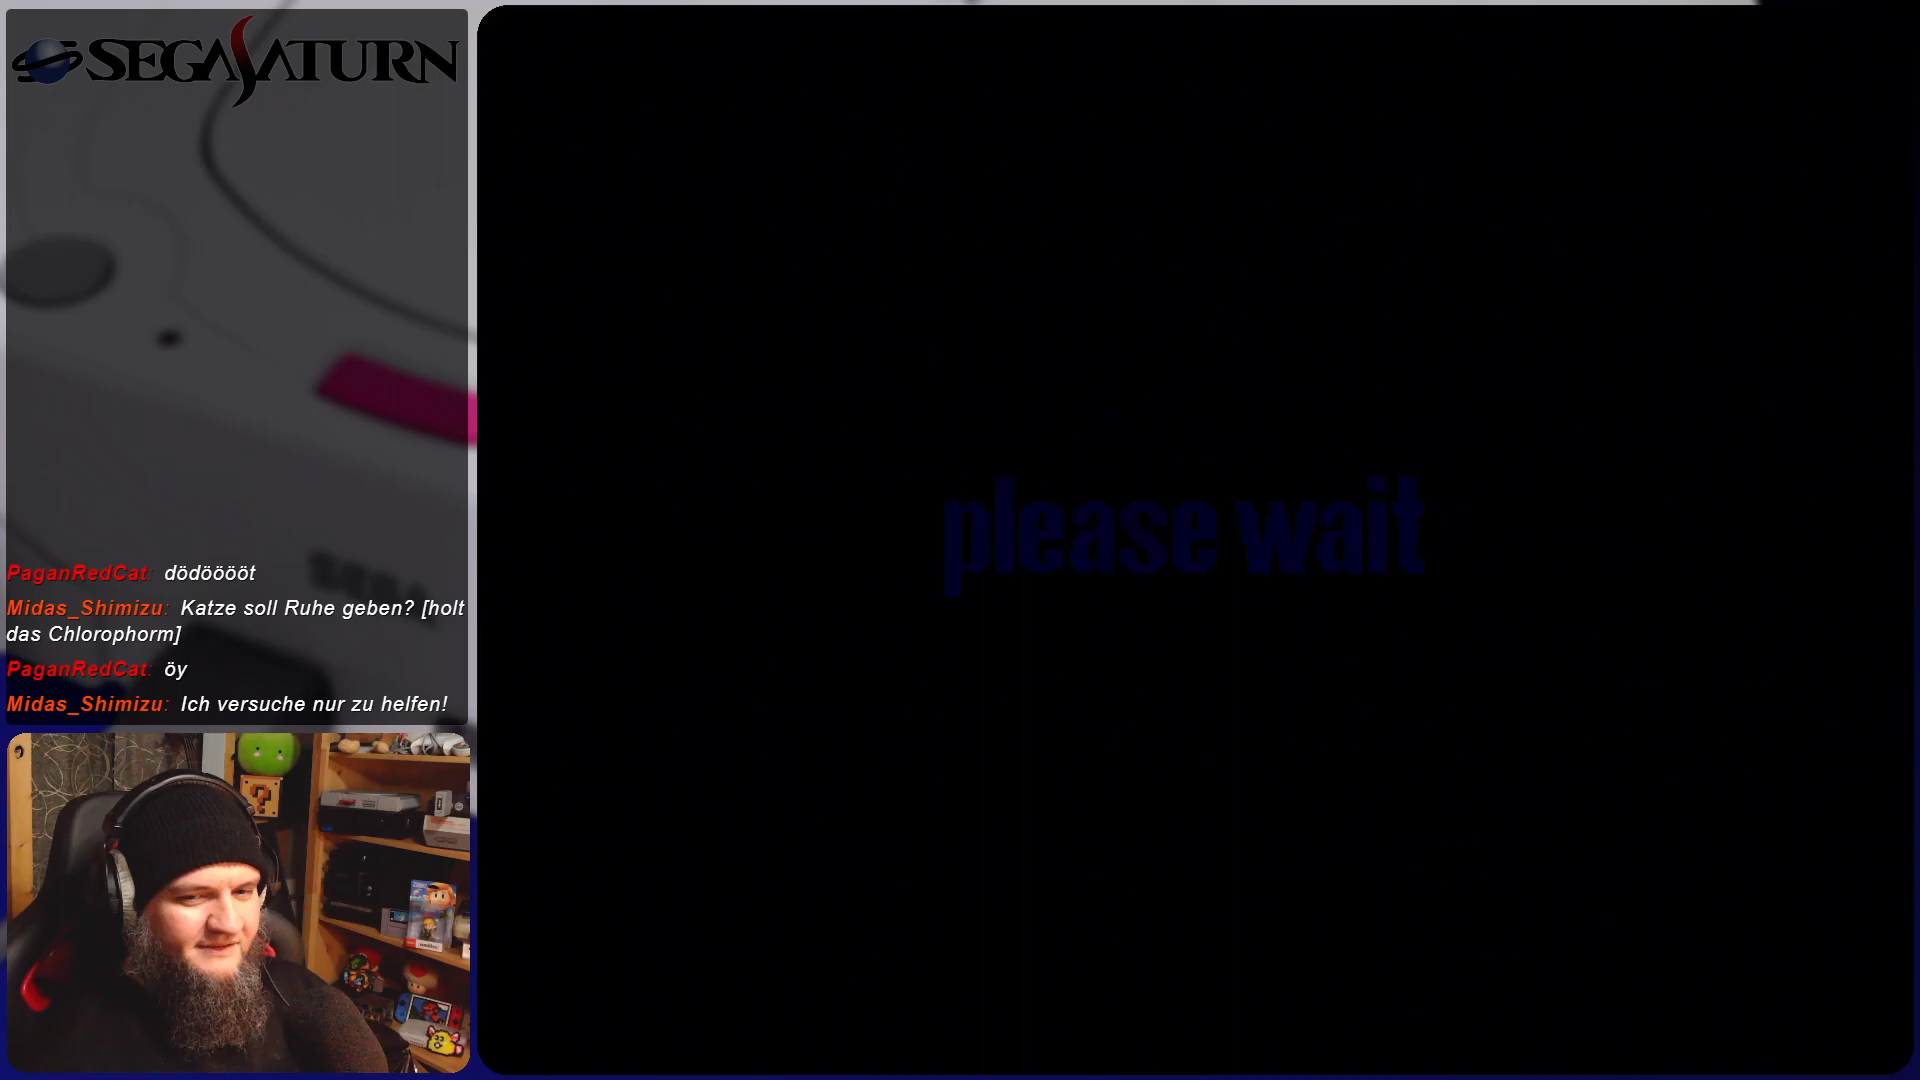 SEGA SATURN
PaganRedCat: dödööööt
Midas_Shimizu: Katze soll Ruhe geben? [holt
das Chlorophorm]
PaganRedCat: öy
Midas_Shimizu: Ich versuche nur zu helfen!
please wait
?